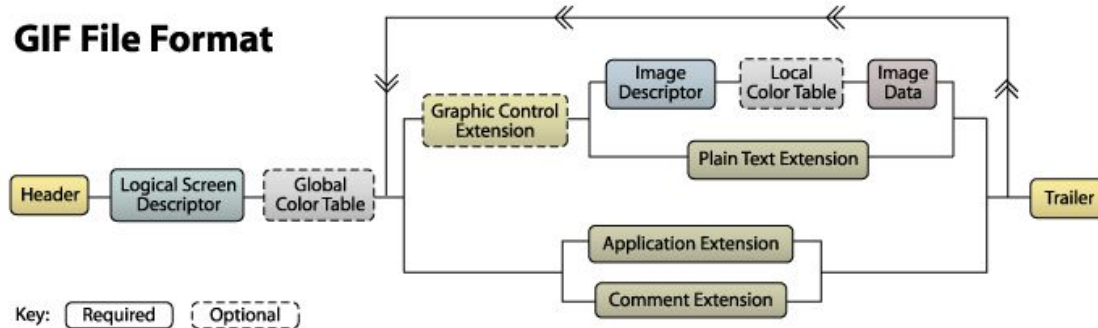 GIF File Format
Header
Logical Screen
Descriptor
Global
Color Table
Graphic Control
Extension
Image
Descriptor
Local
Color Table
Image
Data
Plain Text Extension
Application Extension
Comment Extension
Trailer
Key: Required Optional